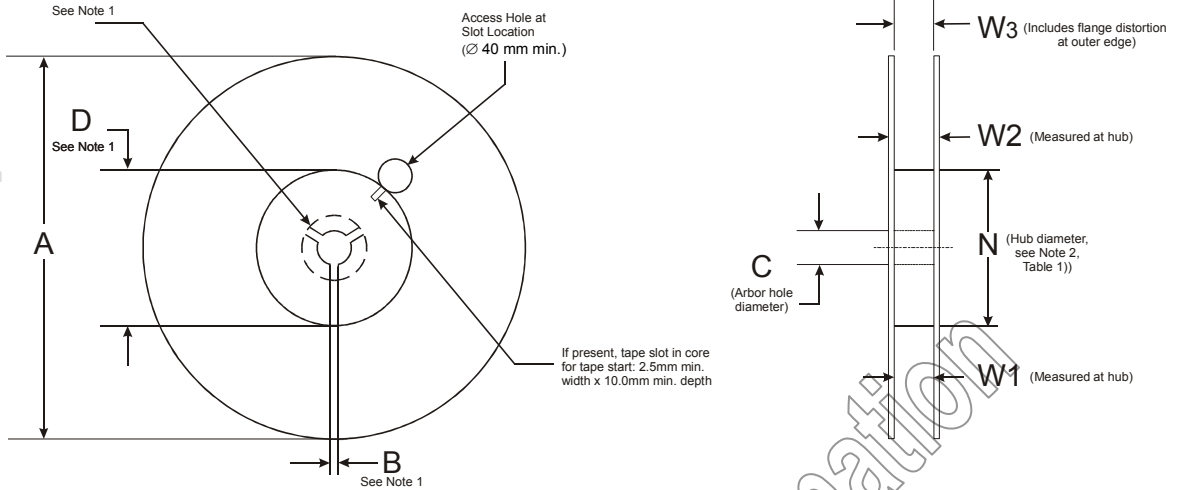 See Note 1
Access Hole at
Slot Location
(∅ 40 mm min.)
D
See Note 1
A
If present, tape slot in core
for tape start: 2.5mm min.
width x 10.0mm min. depth
B
See Note 1
W3 (Includes flange distortion
at outer edge)
W2 (Measured at hub)
N (Hub diameter,
see Note 2,
Table 1))
C
(Arbor hole
diameter)
W1 (Measured at hub)